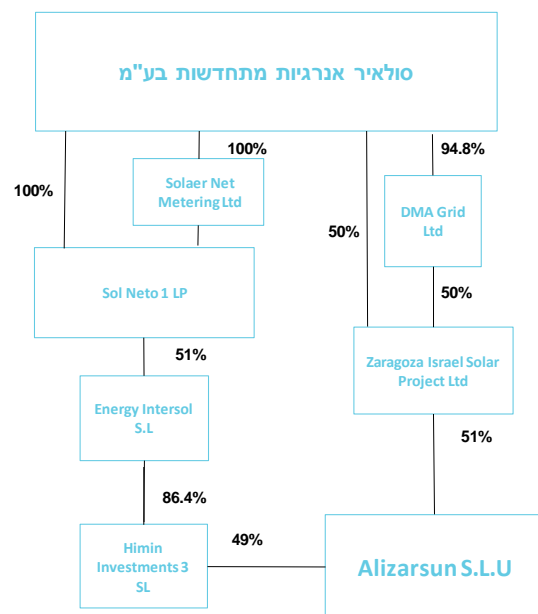 סולאיר אנרגיות מתחדשות בע"מ
100%
94.8%
100%
Solaer Net
Metering Ltd
DMA Grid
Ltd
50%
Sol Neto 1 LP
50%
51%
Zaragoza Israel Solar
Project Ltd
Energy Intersol
S.L
51%
86.4%
Himin
Investments 3
SL
49%
Alizarsun S.L.U